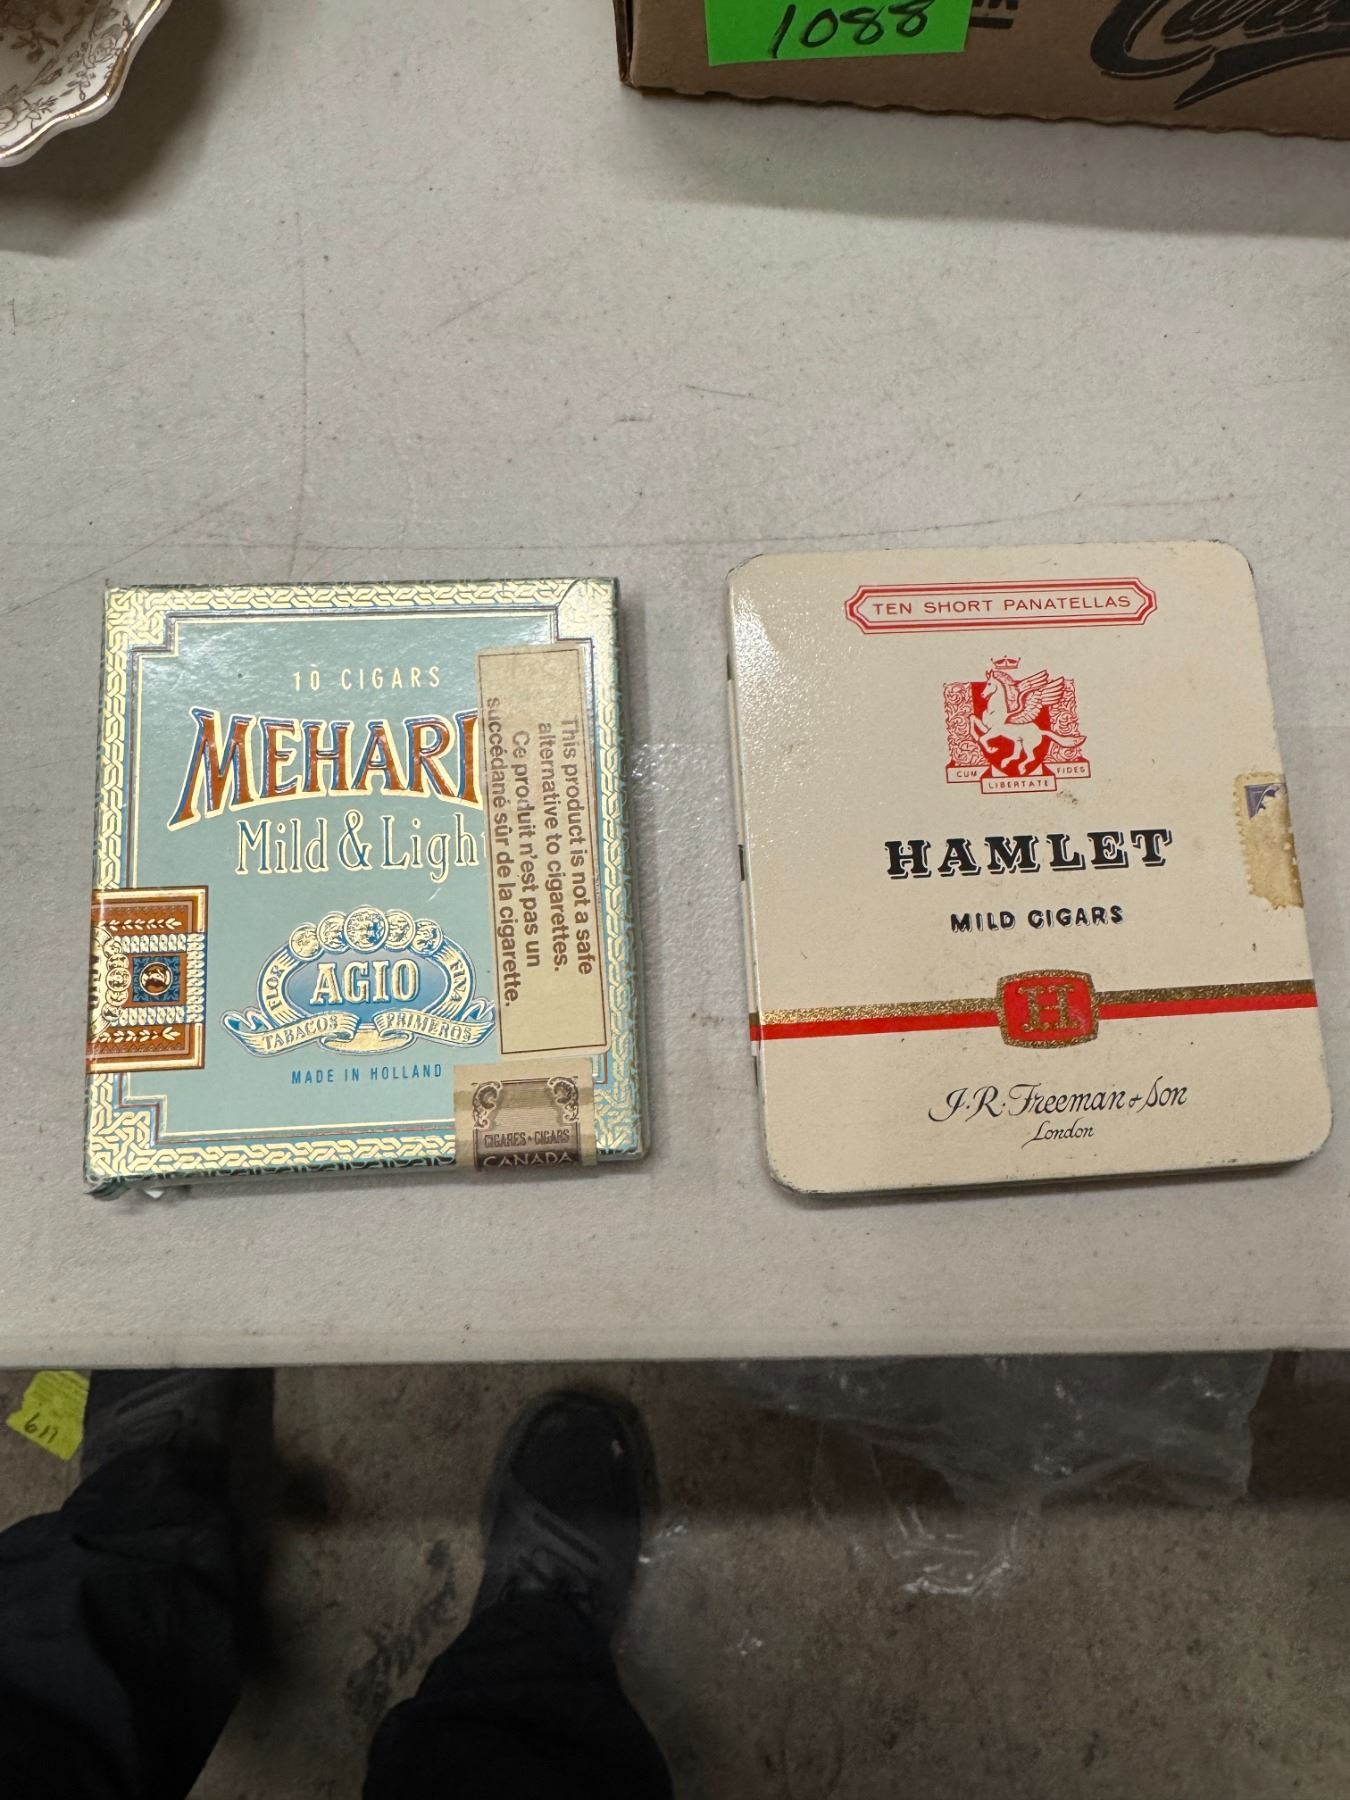 1088
10 CIGARS
MEHARI
Mild & Ligh
FLOR FINA
AGIO
TABACOS PRIMEROS
MADE IN HOLLAND
This product is not a safe
alternative to cigarettes.
Ce produit n'est pas un
succédané sûr de la cigarette.
CIGARES • CIGARS
CANADA
TEN SHORT PANATELLAS
CUM FIDES
LIBERTATE
HAMLET
MILD CIGARS
H
J.R. Freeman & Son
London
611